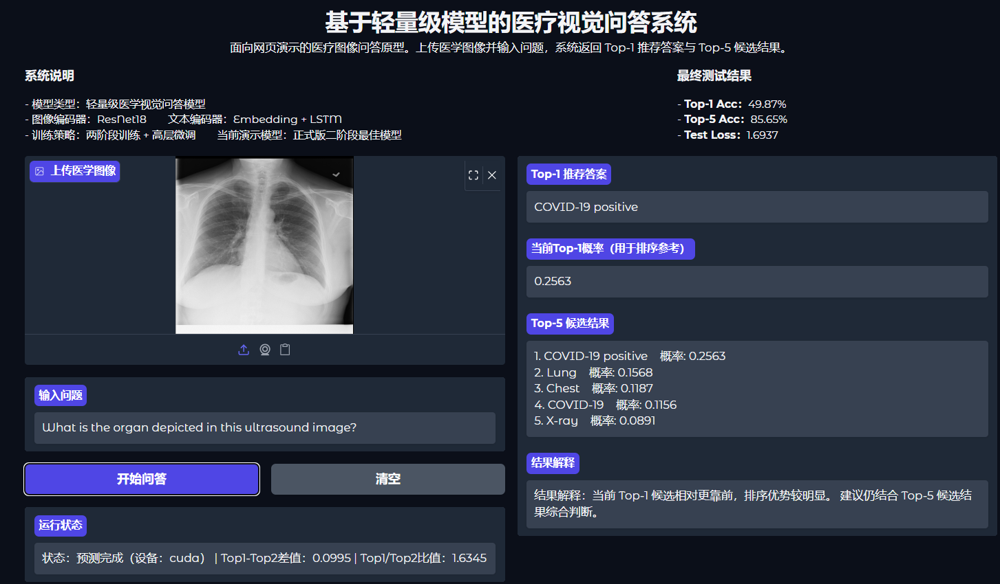 基于轻量级模型的医疗视觉问答系统
面向网页演示的医疗图像问答原型。上传医学图像并输入问题，系统返回 Top-1 推荐答案与 Top-5 候选结果。
系统说明
- 模型类型：轻量级医学视觉问答模型
- 图像编码器：ResNet18 文本编码器：Embedding + LSTM
- 训练策略：两阶段训练 + 高层微调 当前演示模型：正式版二阶段最佳模型
最终测试结果
- Top-1 Acc：49.87%
- Top-5 Acc：85.65%
- Test Loss：1.6937
上传医学图像
输入问题
What is the organ depicted in this ultrasound image?
开始问答
清空
运行状态
状态：预测完成（设备：cuda） | Top1-Top2差值：0.0995 | Top1/Top2比值：1.6345
Top-1 推荐答案
COVID-19 positive
当前Top-1概率（用于排序参考）
0.2563
Top-5 候选结果
1. COVID-19 positive 概率: 0.2563
2. Lung 概率: 0.1568
3. Chest 概率: 0.1187
4. COVID-19 概率: 0.1156
5. X-ray 概率: 0.0891
结果解释
结果解释：当前 Top-1 候选相对更靠前，排序优势较明显。 建议仍结合 Top-5 候选结
果综合判断。